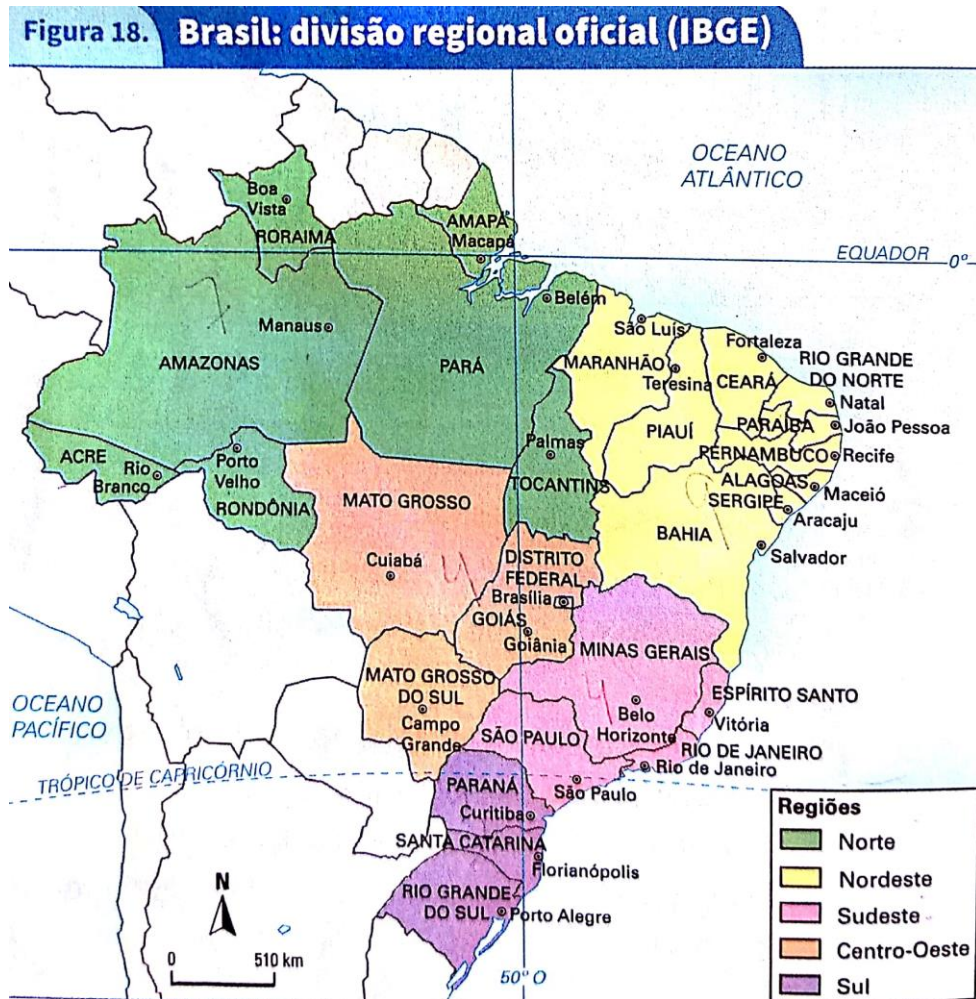 Figura 18.
Brasil: divisão regional oficial (IBGE)
OCEANO
ATLÂNTICO
Boa
Vista
RORAIMA
AMAPÁ
Macapá
EQUADOR
0º
Belém
Manaus
São Luís
Fortaleza
AMAZONAS
PARÁ
MARANHÃO
Teresina
CEARÁ
RIO GRANDE
DO NORTE
Natal
PARAÍBA
João Pessoa
PIAUÍ
PERNAMBUCO
Recife
ACRE
Rio
Branco
Porto
Velho
RONDÔNIA
Palmas
TOCANTINS
ALAGOAS
Maceió
SERGIPE
Aracaju
MATO GROSSO
BAHIA
Salvador
Cuiabá
DISTRITO
FEDERAL
Brasília
GOIÁS
Goiânia
MINAS GERAIS
OCEANO
PACÍFICO
MATO GROSSO
DO SUL
Campo
Grande
Belo
Horizonte
ESPÍRITO SANTO
Vitória
SÃO PAULO
RIO DE JANEIRO
Rio de Janeiro
TRÓPICO DE CAPRICÓRNIO
São Paulo
PARANÁ
Curitiba
SANTA CATARINA
Florianópolis
RIO GRANDE
DO SUL
Porto Alegre
N
0 510 km
50º O
Regiões
Norte
Nordeste
Sudeste
Centro-Oeste
Sul